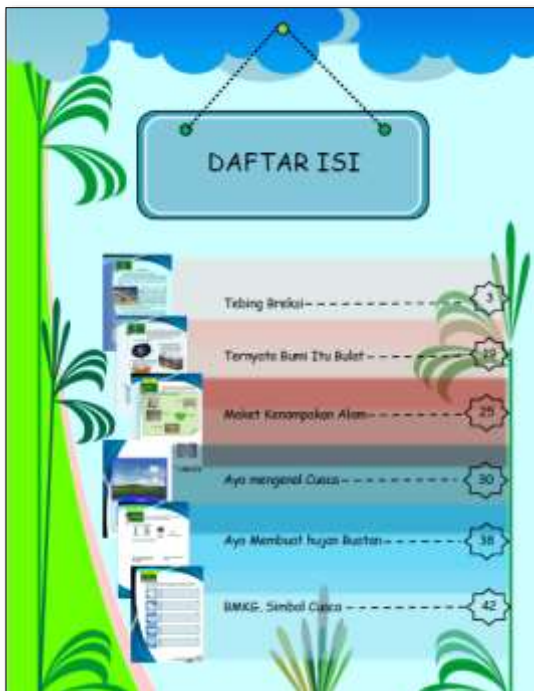 DAFTAR ISI
Tebing Breksi 3
Ternyata Bumi Itu Bulat
Maket Kenampakan Alam 25
Ayo mengenal Cuaca 30
Ayo Membuat hujan Buatan 38
BMKG. Simbol Cuaca 42